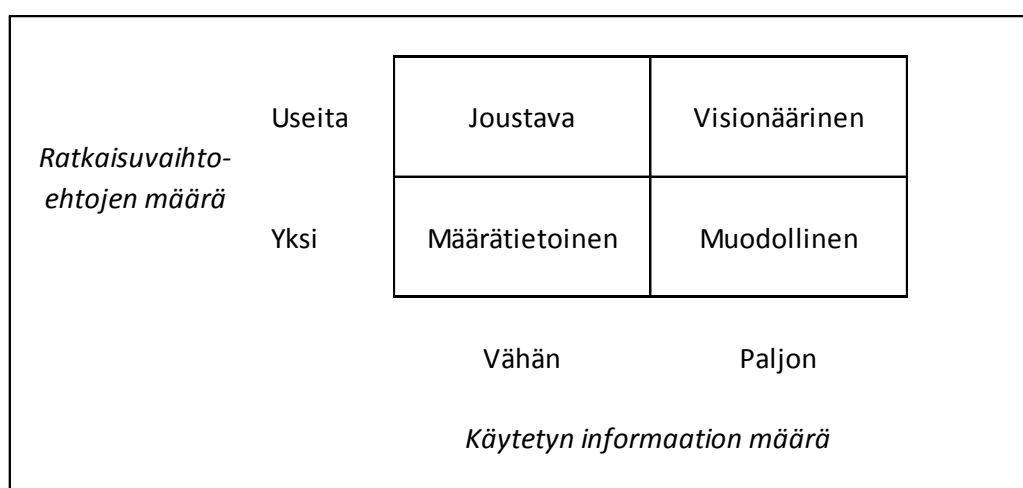 Useita Joustava Visionäärinen
Ratkaisuvaihto-
ehtojen määrä
Yksi Määrätietoinen Muodollinen
Vähän Paljon
Käytetyn informaation määrä